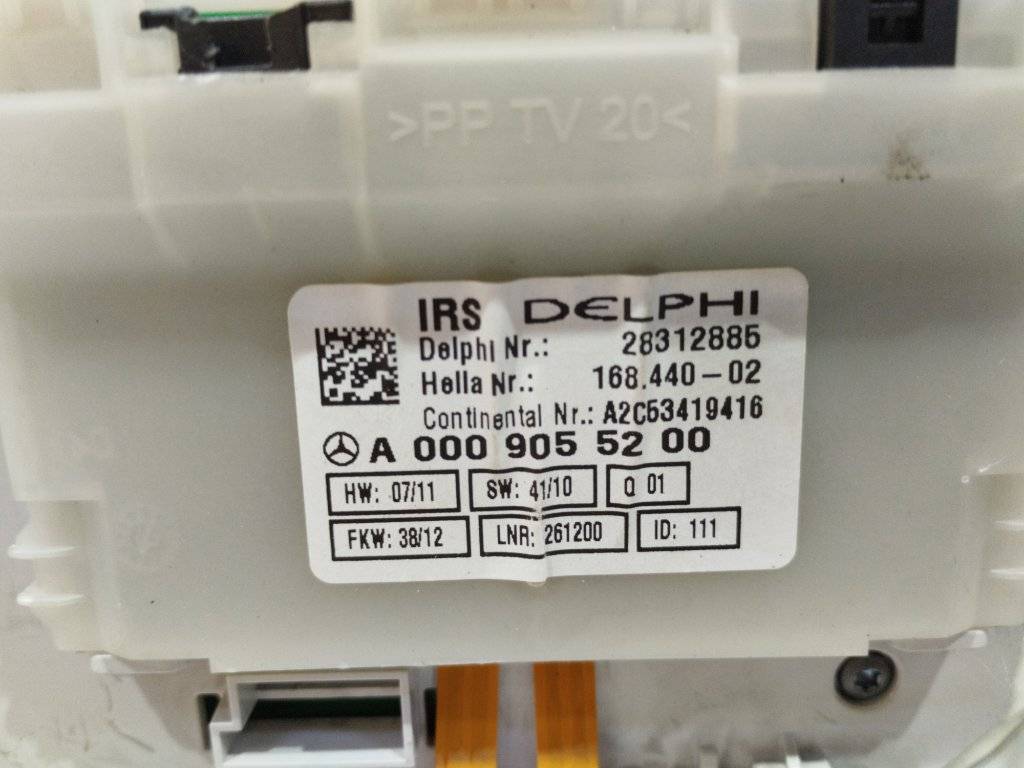 >PP TV 20<
IRS DELPHI
Delphi Nr.: 28312885
Hella Nr.: 168.440-02
Continental Nr.: A2C53419416
A 000 905 52 00
HW: 07/11 SW: 41/10 Q 01
FKW: 38/12 LNR: 261200 ID: 111